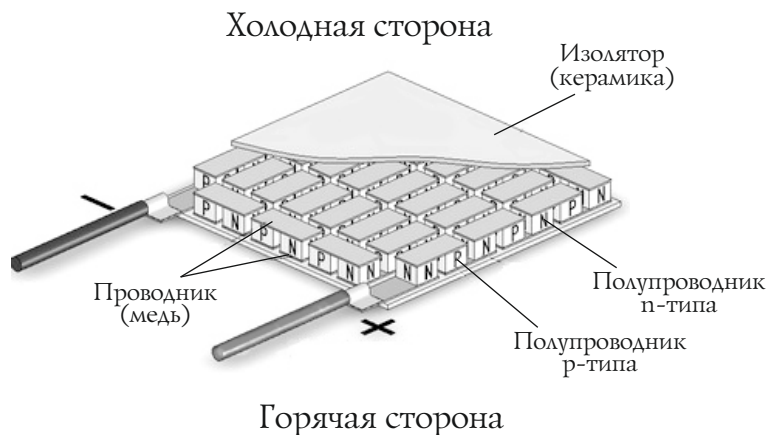 Холодная сторона
Изолятор
(керамика)
P
P N P N P N N N P N P N P N
Проводник
(медь)
Полупроводник
n-типа
Полупроводник
p-типа
Горячая сторона